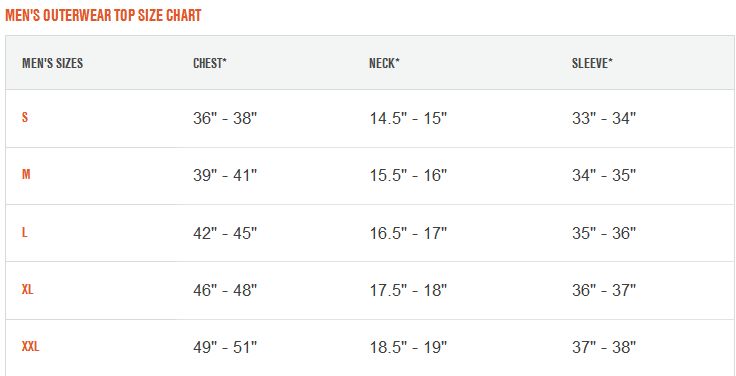 MEN'S OUTERWEAR TOP SIZE CHART
MEN'S SIZES CHEST* NECK* SLEEVE*
S 36" - 38" 14.5" - 15" 33" - 34"
M 39" - 41" 15.5" - 16" 34" - 35"
L 42" - 45" 16.5" - 17" 35" - 36"
XL 46" - 48" 17.5" - 18" 36" - 37"
XXL 49" - 51" 18.5" - 19" 37" - 38"